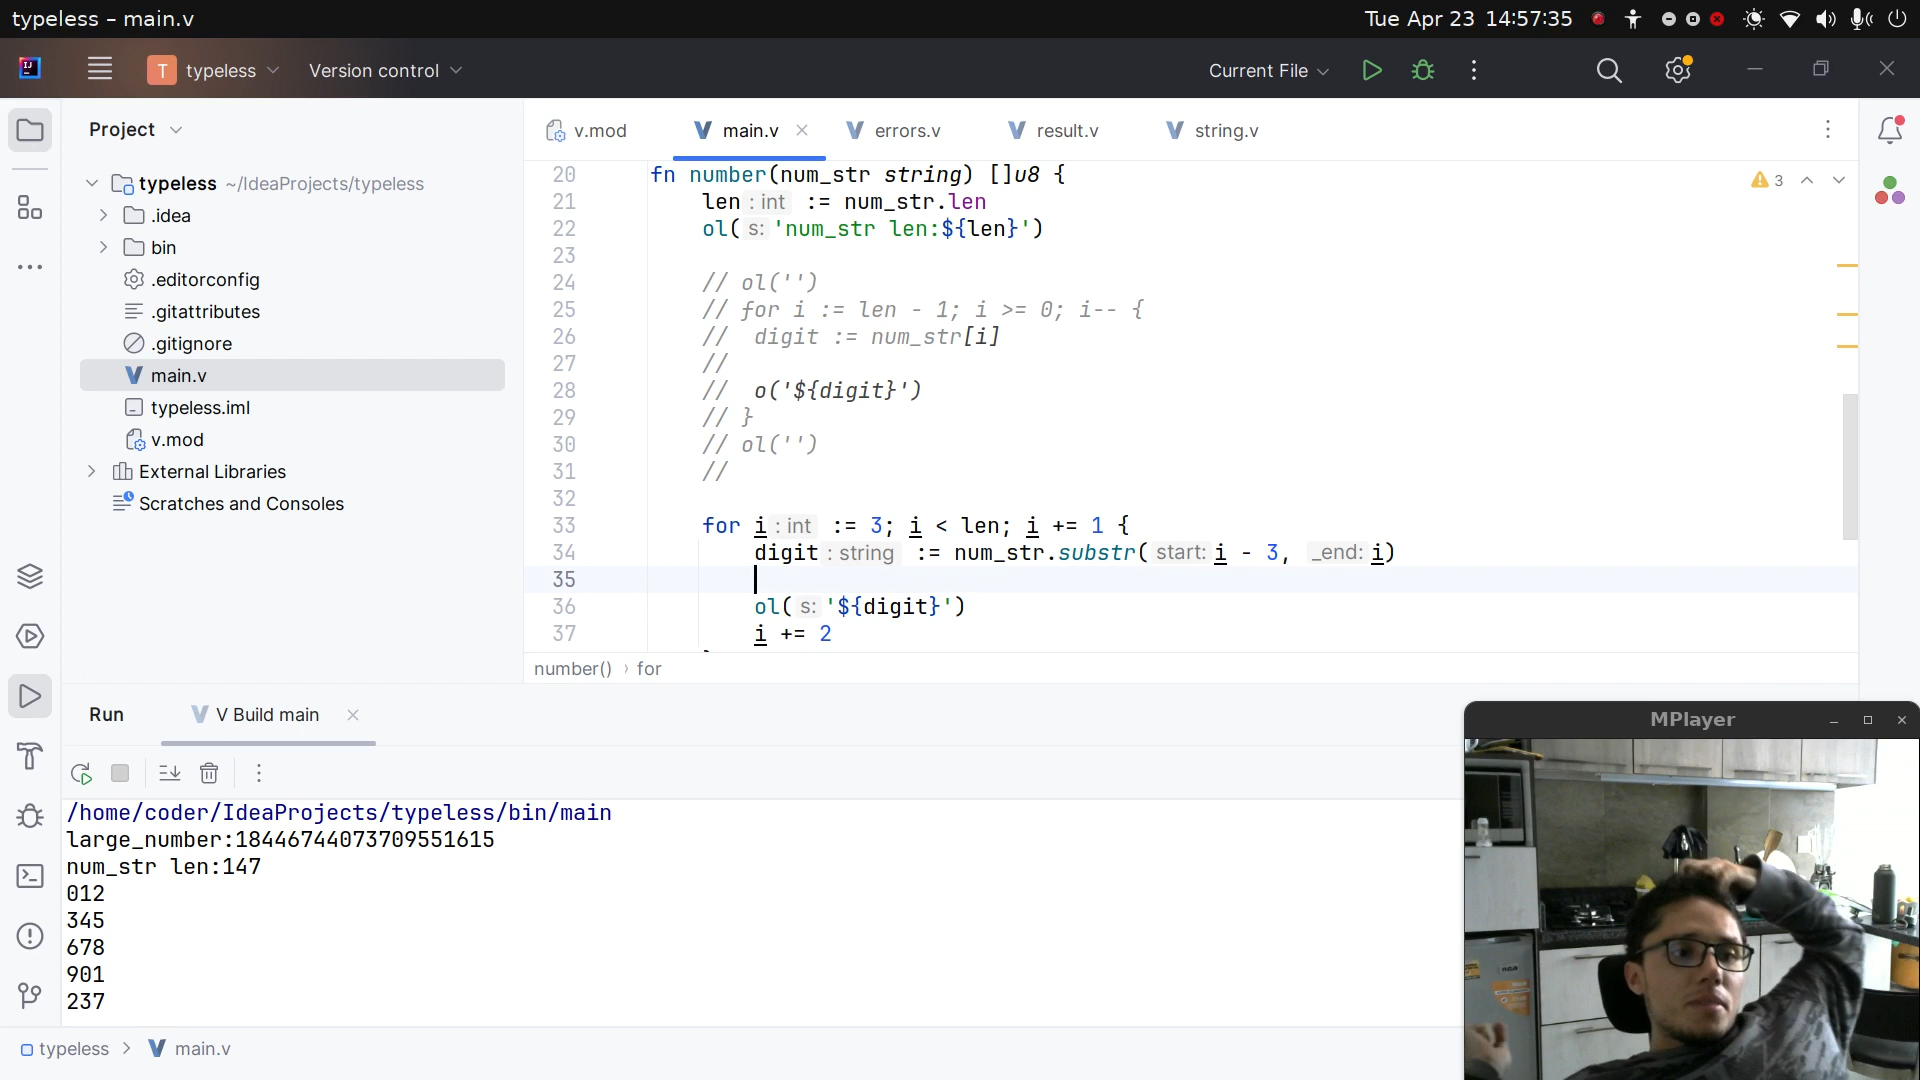 typeless – main.v
Tue Apr 23 14:57:35
T typeless
Version control
Current File
Project
v.mod
main.v
errors.v
result.v
string.v
typeless ~/IdeaProjects/typeless
.idea
bin
.editorconfig
.gitattributes
.gitignore
main.v
typeless.iml
v.mod
External Libraries
Scratches and Consoles
3
20 fn number(num_str string) []u8 {
21 len : int := num_str.len
22 ol( s: 'num_str len:${len}')
23
24 // ol('')
25 // for i := len - 1; i >= 0; i-- {
26 //  digit := num_str[i]
27 //
28 //  o('${digit}')
29 // }
30 // ol('')
31 //
32
33 for i : int := 3; i < len; i += 1 {
34 digit : string := num_str.substr( start: i - 3, _end: i)
35
36 ol( s: '${digit}')
37 i += 2
number() › for
Run
V Build main
/home/coder/IdeaProjects/typeless/bin/main
large_number:18446744073709551615
num_str len:147
012
345
678
901
237
MPlayer
typeless > main.v